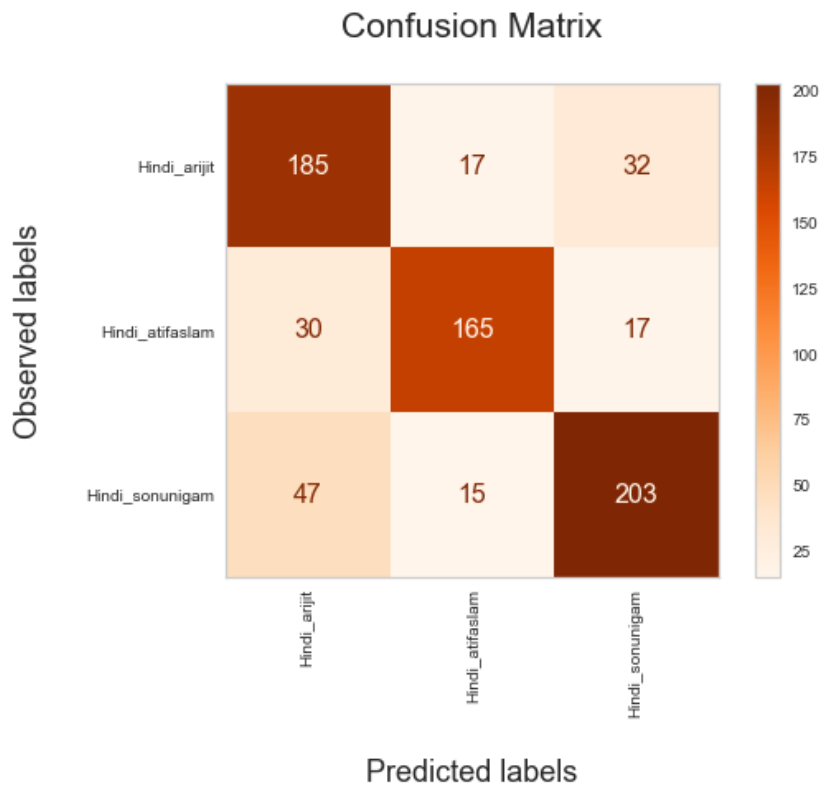 Confusion Matrix
Observed labels
Hindi_arijit
185 17 32
Hindi_atifaslam
30 165 17
Hindi_sonunigam
47 15 203
Hindi_arijit
Hindi_atifaslam
Hindi_sonunigam
Predicted labels
200
175
150
125
100
75
50
25